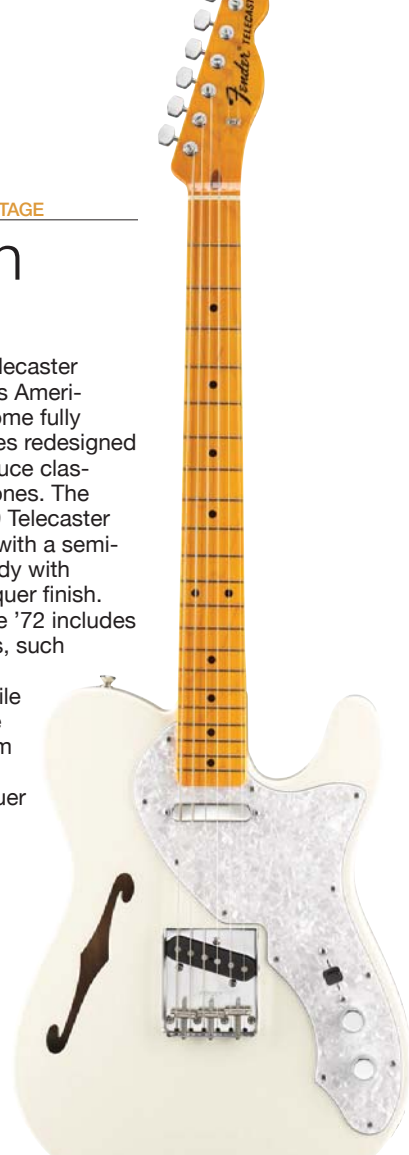 Fender TELECASTER
TAGE
n
lecaster
s Ameri-
ome fully
es redesigned
uce clas-
ones. The
Telecaster
with a semi-
dy with
quer finish.
e ’72 includes
s, such
ile
e
m
uer